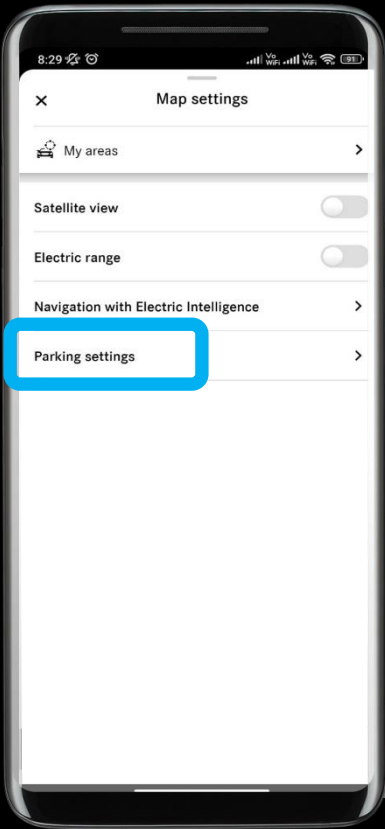 8:29 Vo WiFi Vo WiFi 91
Map settings
My areas
Satellite view
Electric range
Navigation with Electric Intelligence
Parking settings